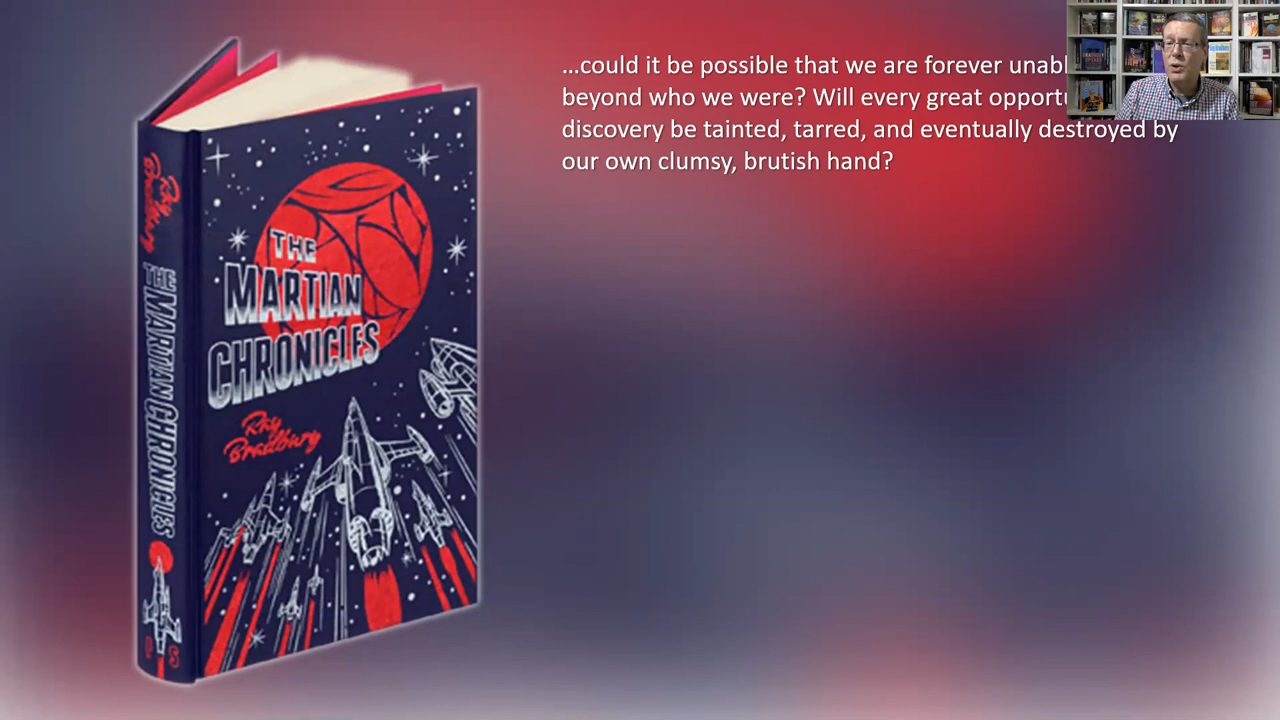 …could it be possible that we are forever
beyond who we were? Will every great
discovery be tainted, tarred, and eventually destroyed by
our own clumsy, brutish hand?
THE
MARTIAN
CHRONICLES
Ray
Bradbury
Ray Bradbury
THE MARTIAN CHRONICLES